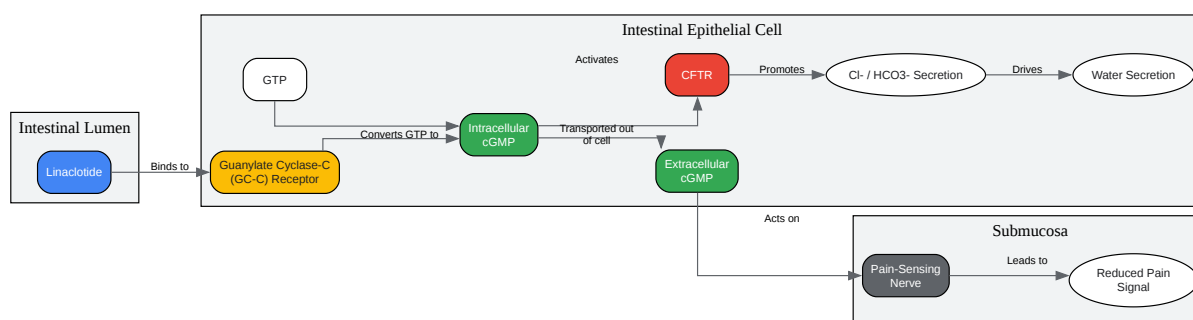 Intestinal Epithelial Cell
Activates
GTP
CFTR
Promotes
Cl- / HCO3- Secretion
Drives
Water Secretion
Intestinal Lumen
Linaclotide
Binds to
Guanylate Cyclase-C
(GC-C) Receptor
Converts GTP to
Intracellular
cGMP
Transported out
of cell
Extracellular
cGMP
Acts on
Submucosa
Pain-Sensing
Nerve
Leads to
Reduced Pain
Signal